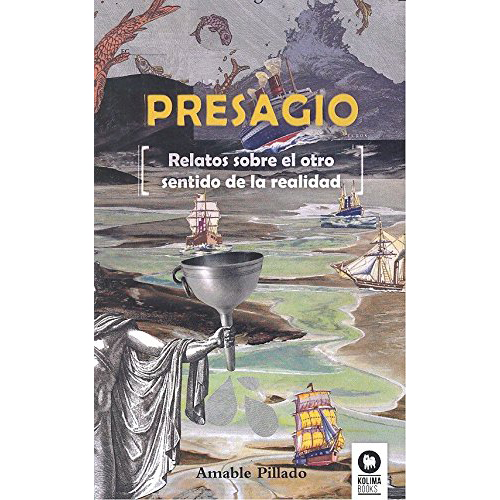 PRESAGIO
Relatos sobre el otro
sentido de la realidad
Amable Pillado
KOLIMA
BOOKS